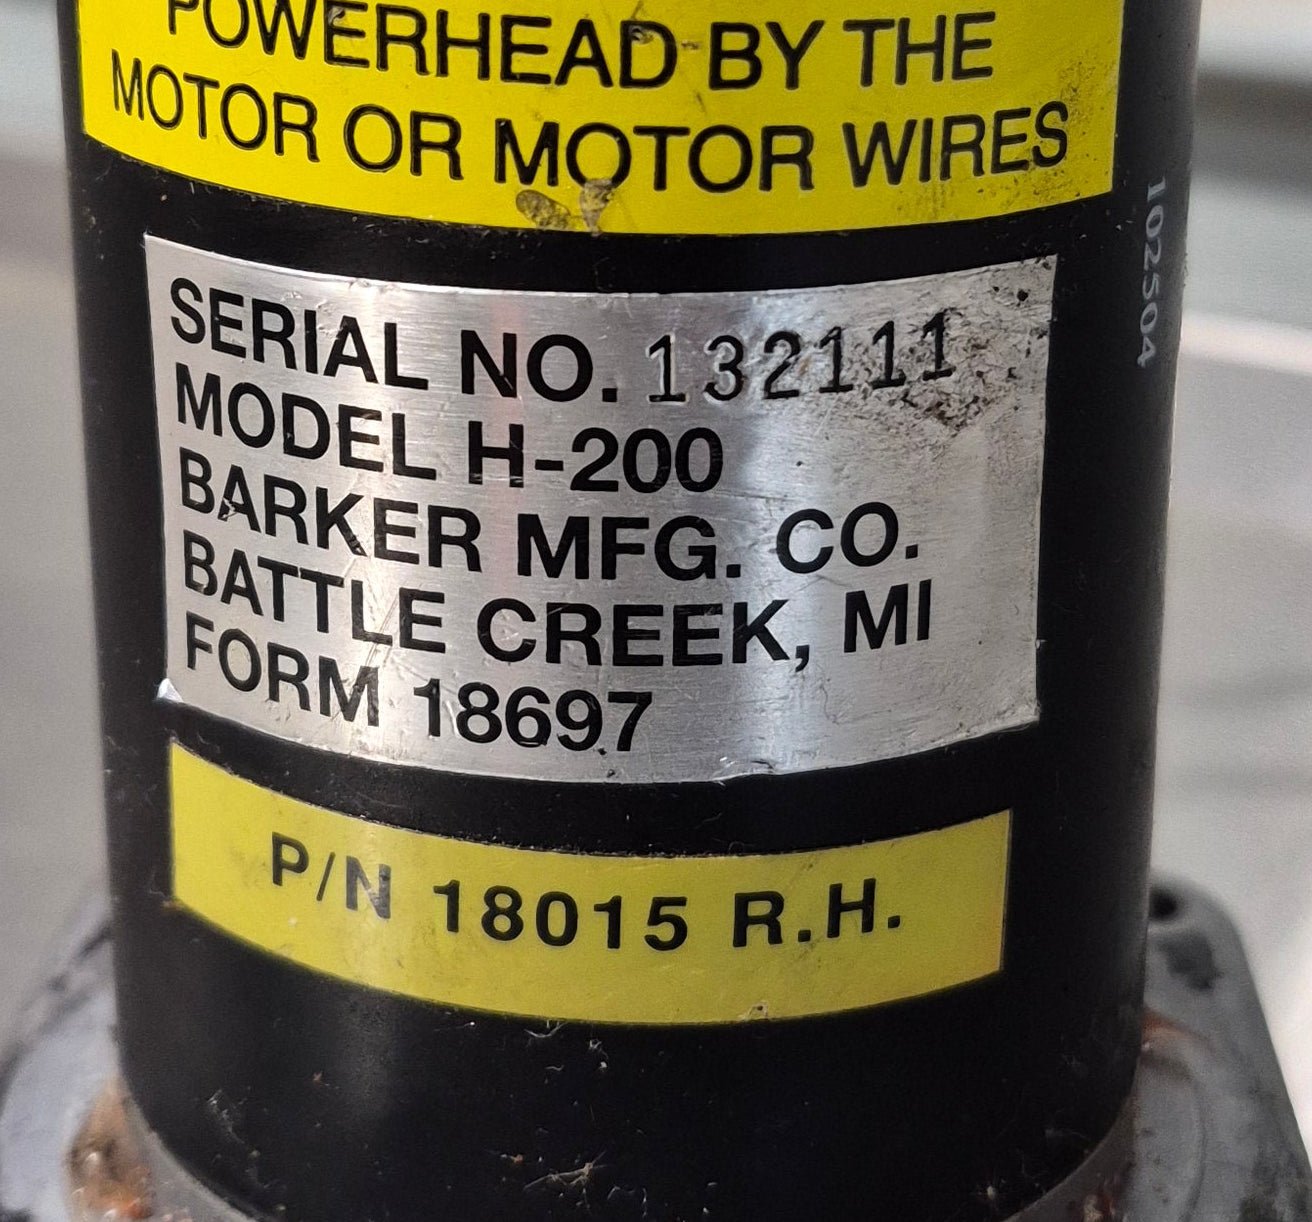 POWERHEAD BY THE
MOTOR OR MOTOR WIRES
102504
SERIAL NO. 132111
MODEL H-200
BARKER MFG. CO.
BATTLE CREEK, MI
FORM 18697
P/N 18015 R.H.